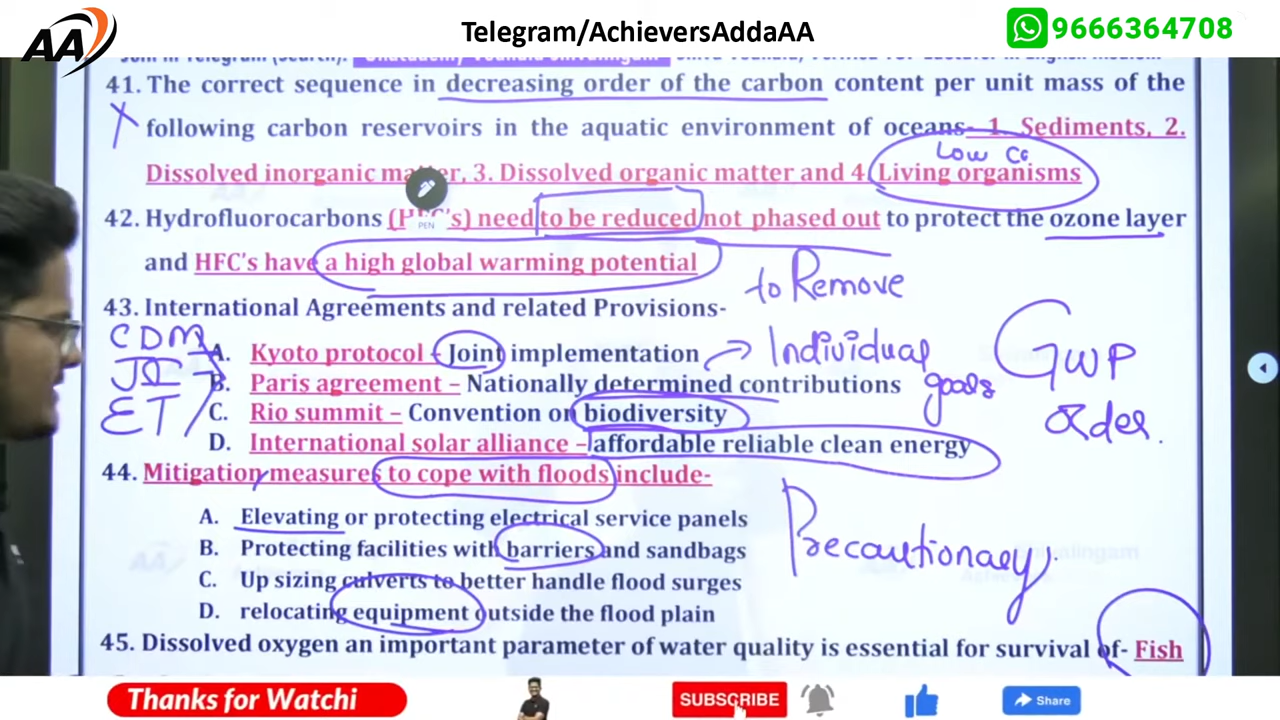 AA
Telegram/AchieversAddaAA
9666364708
41. The correct sequence in decreasing order of the carbon content per unit mass of the
following carbon reservoirs in the aquatic environment of oceans- 1. Sediments, 2.
Low
Dissolved inorganic matter, 3. Dissolved organic matter and 4. Living organisms
42. Hydrofluorocarbons (HFC's) need to be reduced not phased out to protect the ozone layer
PEN
and HFC's have a high global warming potential
to Remove
43. International Agreements and related Provisions-
CDM
A. Kyoto protocol - Joint implementation
Individual
GWP
JI
B. Paris agreement – Nationally determined contributions
goals
ET
C. Rio summit – Convention on biodiversity
Order.
D. International solar alliance – affordable reliable clean energy
44. Mitigation measures to cope with floods include-
A. Elevating or protecting electrical service panels
Precautionary
B. Protecting facilities with barriers and sandbags
C. Up sizing culverts to better handle flood surges
D. relocating equipment outside the flood plain
45. Dissolved oxygen an important parameter of water quality is essential for survival of- Fish
Thanks for Watchi
SUBSCRIBE
Share